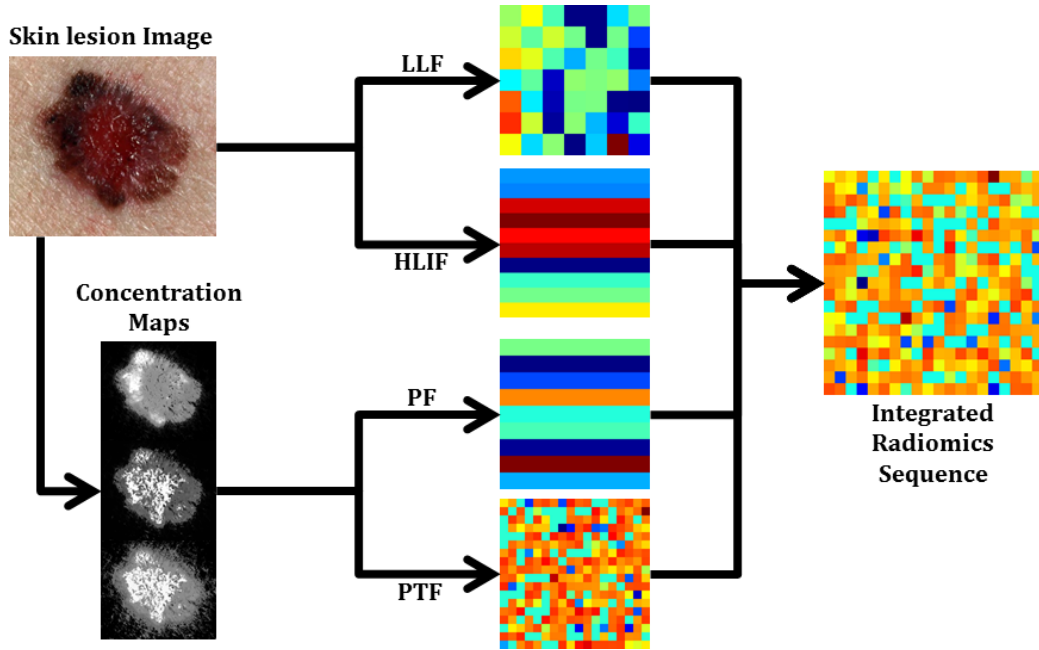 Skin lesion Image
LLF
HLIF
Concentration
Maps
PF
PTF
Integrated
Radiomics
Sequence